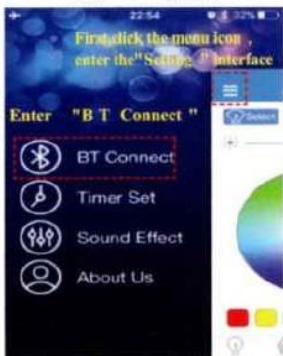 22:54
32%
First,click the menu icon ,
enter the"Setting " interface
Enter "B T Connect "
Select
BT Connect
Timer Set
Sound Effect
About Us